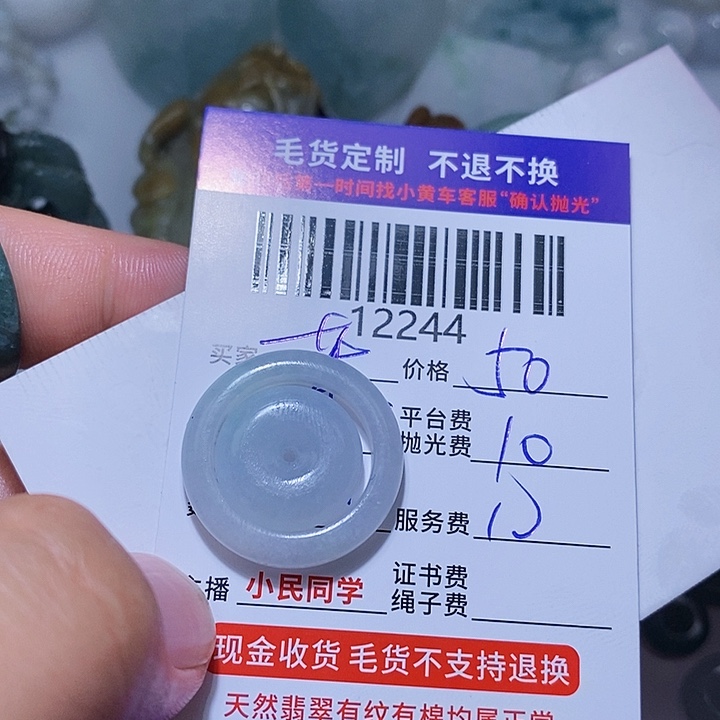 毛货定制 不退不换
一时间找小黄车客服“确认抛光”
12244
买家 价格 50
平台费
抛光费 10
服务费
主播 小民同学 证书费
绳子费
现金收货 毛货不支持退换
天然翡翠有纹有棉均属正常